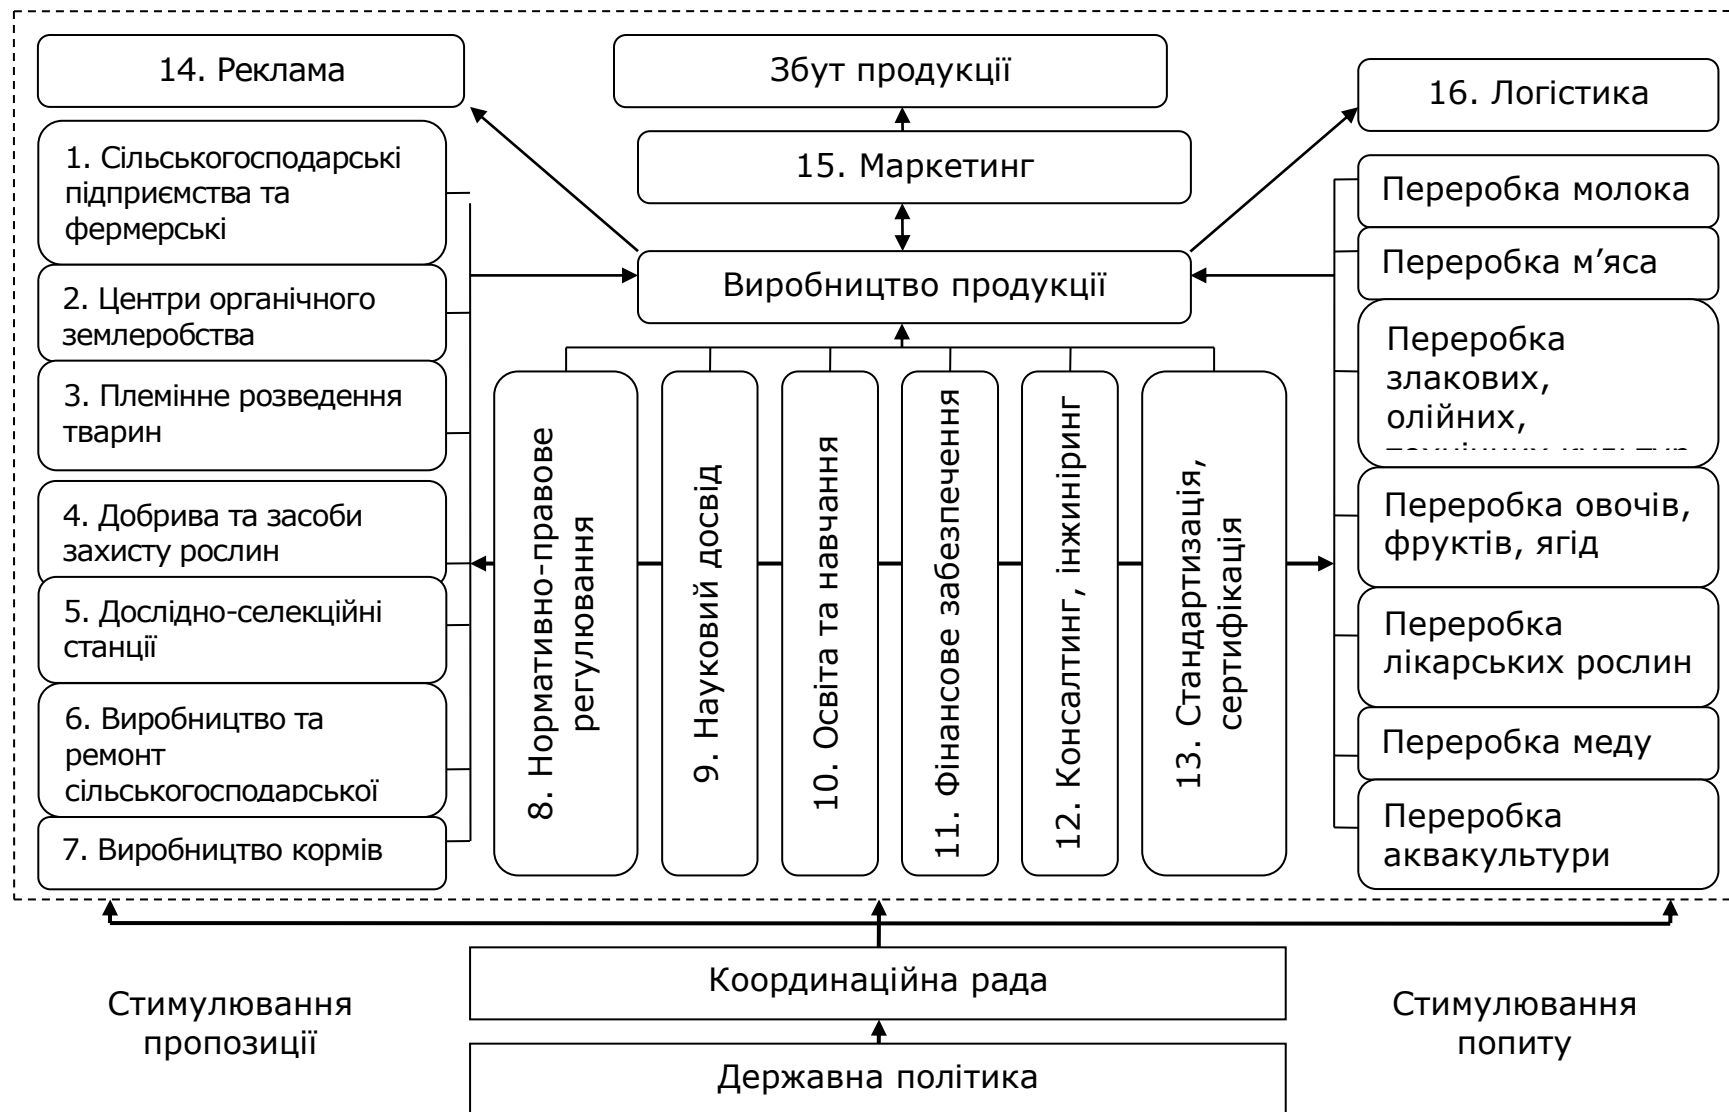 14. Реклама
Збут продукції
16. Логістика
15. Маркетинг
1. Сільськогосподарські
підприємства та
фермерські
2. Центри органічного
землеробства
3. Племінне розведення
тварин
4. Добрива та засоби
захисту рослин
5. Дослідно-селекційні
станції
6. Виробництво та
ремонт
сільськогосподарської
7. Виробництво кормів
Виробництво продукції
8. Нормативно-правове
регулювання
9. Науковий досвід
10. Освіта та навчання
11. Фінансове забезпечення
12. Консалтинг, інжиніринг
13. Стандартизація,
сертифікація
Переробка молока
Переробка м’яса
Переробка
злакових,
олійних,
технічних культур
Переробка овочів,
фруктів, ягід
Переробка
лікарських рослин
Переробка меду
Переробка
аквакультури
Координаційна рада
Стимулювання
пропозиції
Стимулювання
попиту
Державна політика